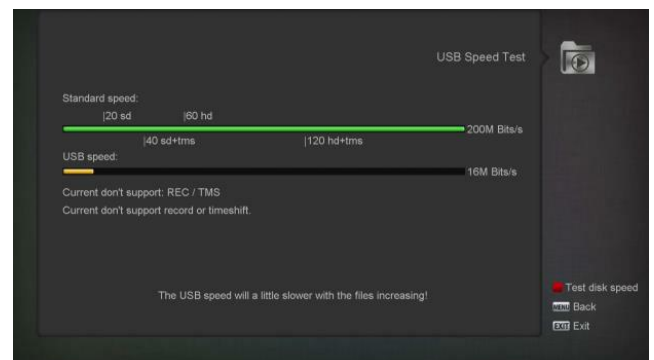 USB Speed Test
Standard speed:
|20 sd |60 hd
200M Bits/s
|40 sd+tms |120 hd+tms
USB speed:
16M Bits/s
Current don't support: REC / TMS
Current don't support record or timeshift.
The USB speed will a little slower with the files increasing!
Test disk speed
MENU Back
EXIT Exit